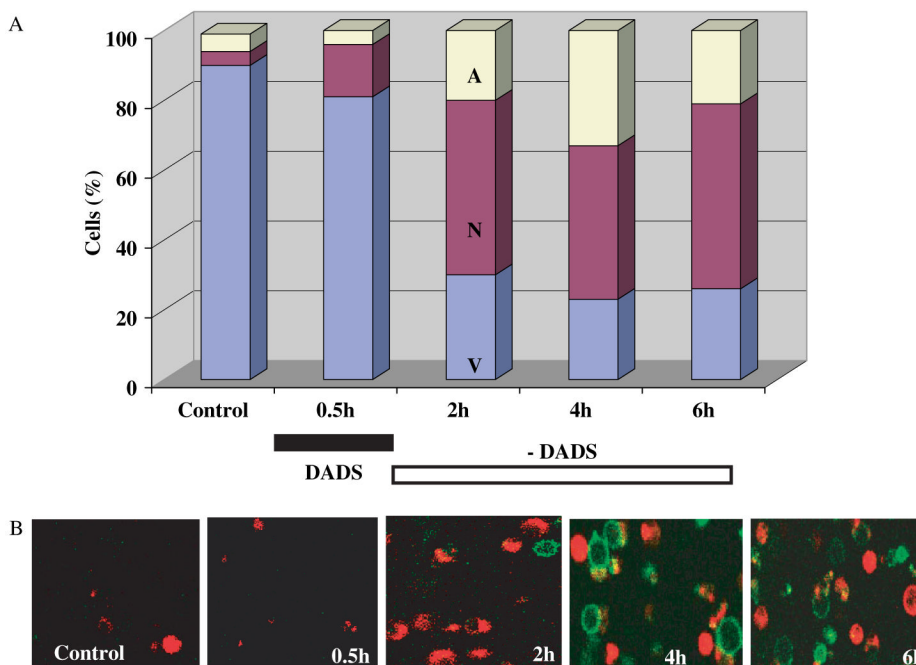 A
100
80
60
40
20
0
Cells (%)
A
N
V
Control 0.5h 2h 4h 6h
DADS
- DADS
B
Control
0.5h
2h
4h